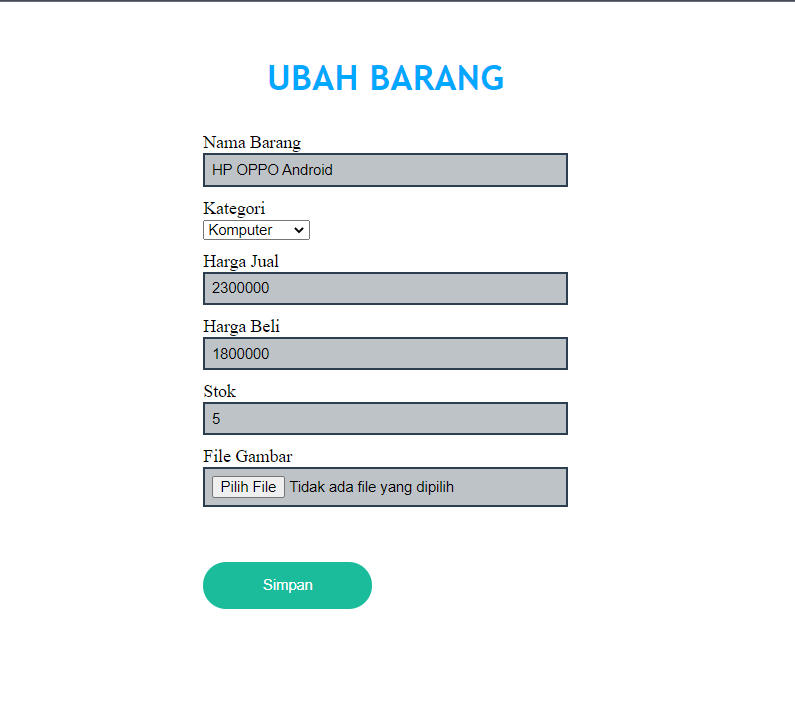 UBAH BARANG
Nama Barang
HP OPPO Android
Kategori
Komputer
Harga Jual
2300000
Harga Beli
1800000
Stok
5
File Gambar
Pilih File Tidak ada file yang dipilih
Simpan